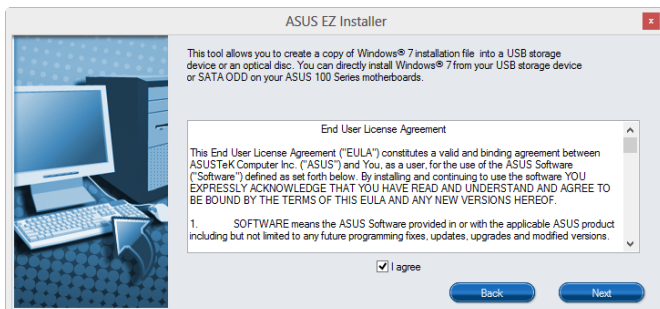 ASUS EZ Installer
x
This tool allows you to create a copy of Windows® 7 installation file into a USB storage
device or an optical disc. You can directly install Windows® 7 from your USB storage device
or SATA ODD on your ASUS 100 Series motherboards.
End User License Agreement
This End User License Agreement ("EULA") constitutes a valid and binding agreement between
ASUSTeK Computer Inc. ("ASUS") and You, as a user, for the use of the ASUS Software
("Software") defined as set forth below. By installing and continuing to use the software YOU
EXPRESSLY ACKNOWLEDGE THAT YOU HAVE READ AND UNDERSTAND AND AGREE TO
BE BOUND BY THE TERMS OF THIS EULA AND ANY NEW VERSIONS HEREOF.
1. SOFTWARE means the ASUS Software provided in or with the applicable ASUS product
including but not limited to any future programming fixes, updates, upgrades and modified versions.
I agree
Back Next